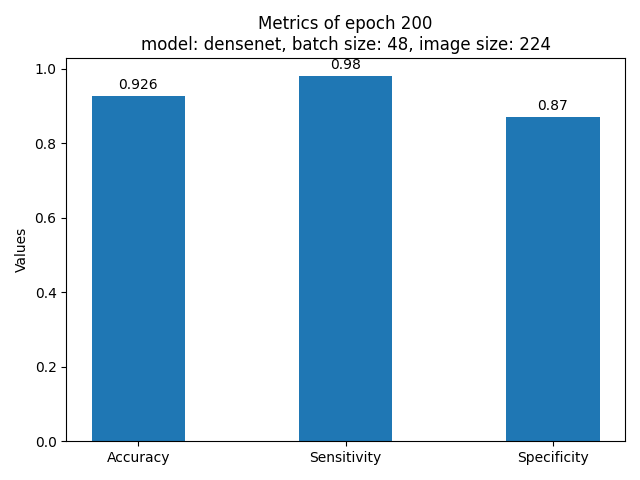 Metrics of epoch 200
model: densenet, batch size: 48, image size: 224
1.0
0.8
0.6
0.4
0.2
0.0
Values
0.926
0.98
0.87
Accuracy
Sensitivity
Specificity